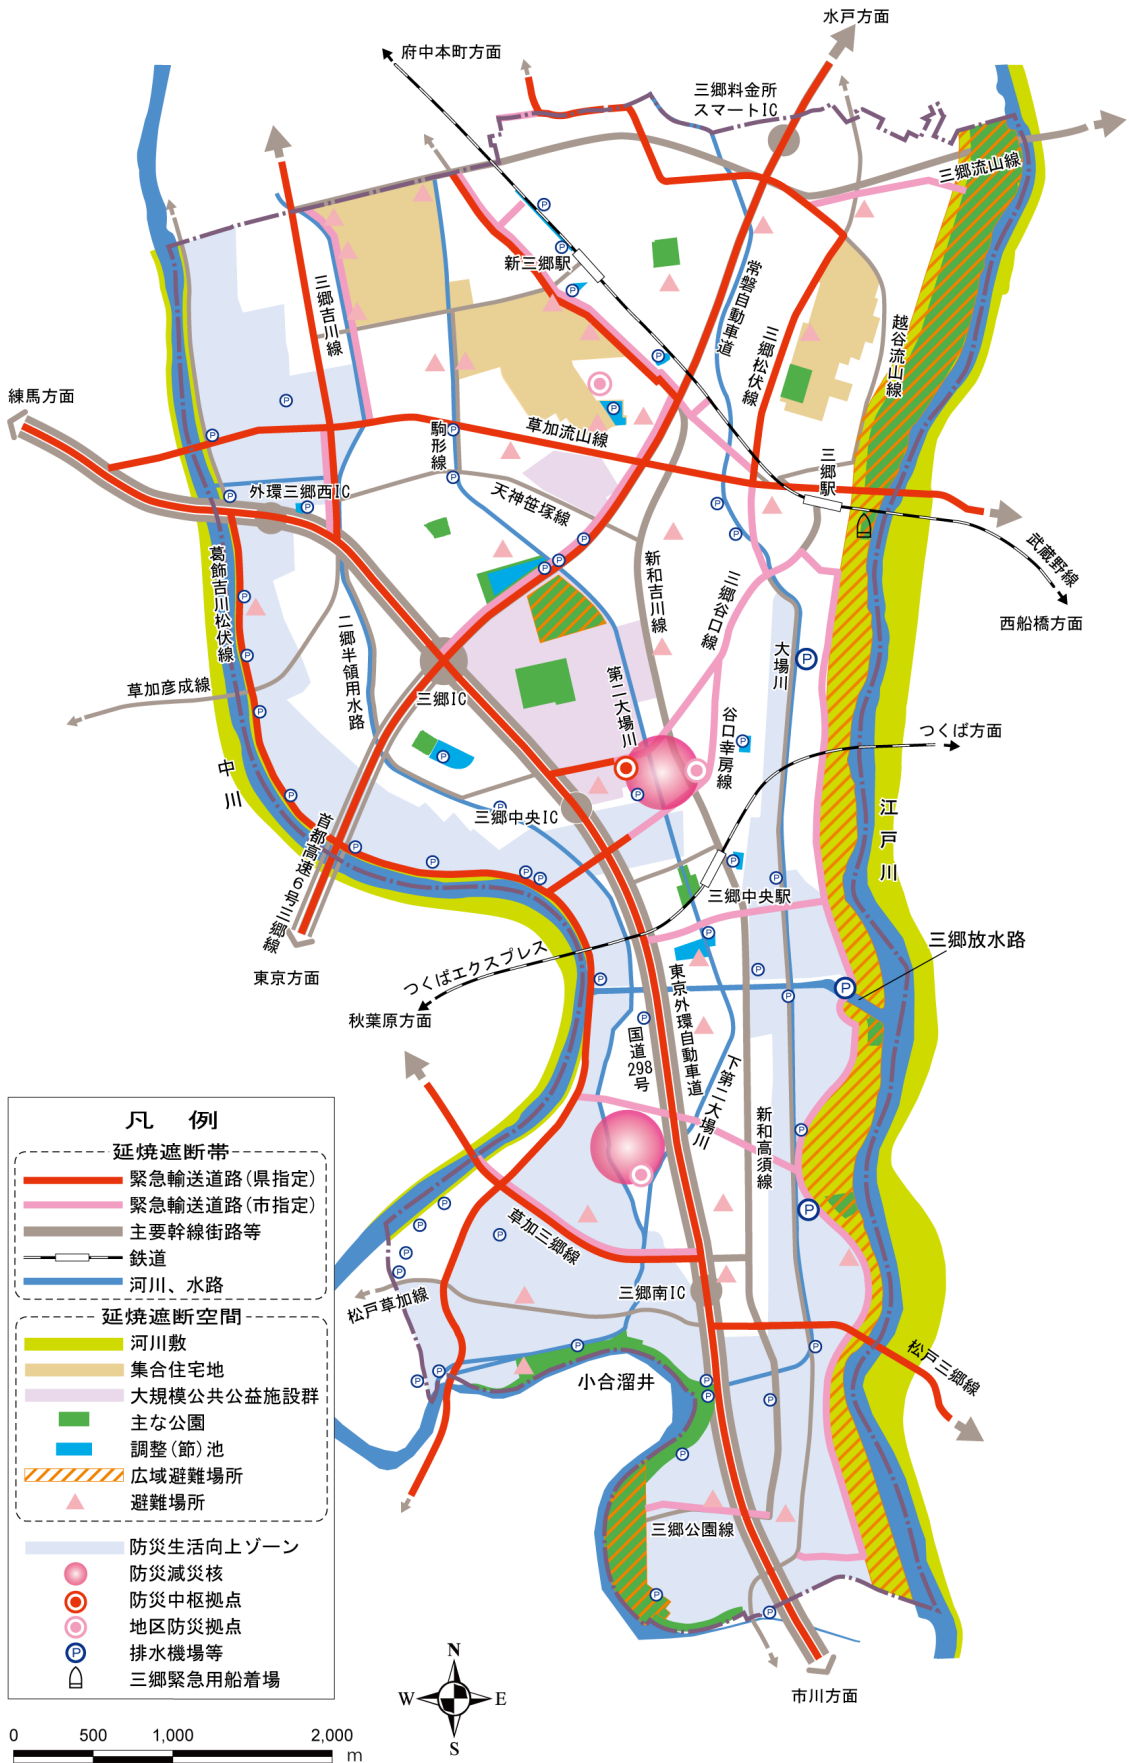 水戸方面
府中本町方面
三郷料金所
スマートIC
三郷流山線
新三郷駅
三郷吉川線
常磐自動車道
三郷松伏線
越谷流山線
練馬方面
駒形線
草加流山線
三郷駅
外環三郷西IC
天神笹塚線
武蔵野線
西船橋方面
葛飾吉川松伏線
新和吉川線
三郷谷口線
二郷半領用水路
大場川
草加彦成線
三郷IC
第二大場川
谷口幸房線
つくば方面
中川
三郷中央IC
江戸川
首都高速6号三郷線
三郷中央駅
三郷放水路
東京方面
つくばエクスプレス
秋葉原方面
東京外環自動車道
国道298号
下第二大場川
新和高須線
草加三郷線
三郷南IC
松戸草加線
小合溜井
松戸三郷線
三郷公園線
市川方面
凡 例
延焼遮断帯
緊急輸送道路(県指定)
緊急輸送道路(市指定)
主要幹線街路等
鉄道
河川、水路
延焼遮断空間
河川敷
集合住宅地
大規模公共公益施設群
主な公園
調整(節)池
広域避難場所
避難場所
防災生活向上ゾーン
防災減災核
防災中枢拠点
地区防災拠点
P 排水機場等
三郷緊急用船着場
N
W E
S
0 500 1,000 2,000 m